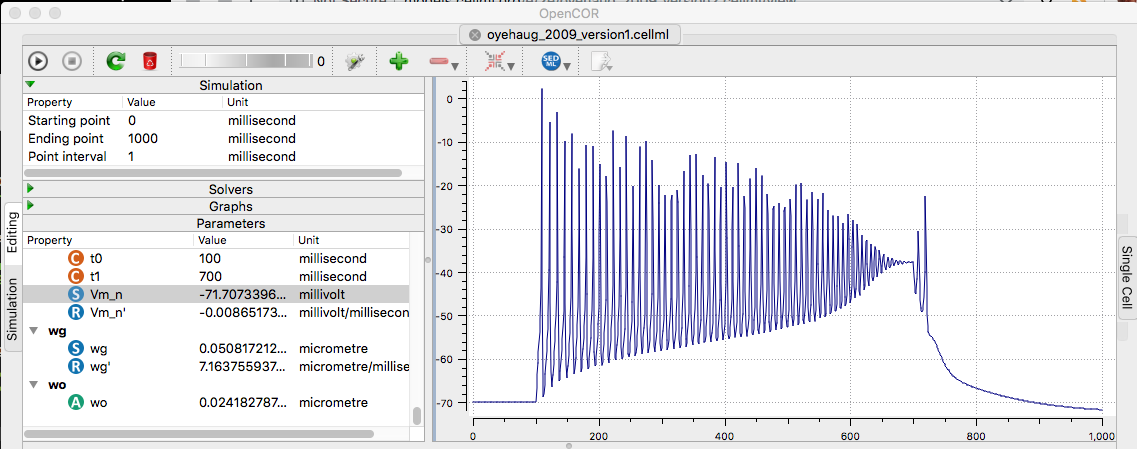 OpenCOR
oyehaug_2009_version1.cellml
0
SED
ML
Simulation
Property Value Unit
Starting point 0 millisecond
Ending point 1000 millisecond
Point interval 1 millisecond
Solvers
Graphs
Parameters
Property Value Unit
C t0 100 millisecond
C t1 700 millisecond
S Vm_n -71.7073396... millivolt
R Vm_n' -0.00865173... millivolt/millisecon
wg
S wg 0.050817212... micrometre
R wg' 7.163755937... micrometre/millise
wo
A wo 0.024182787... micrometre
Editing
Simulation
Single Cell
0
-10
-20
-30
-40
-50
-60
-70
0 200 400 600 800 1,000